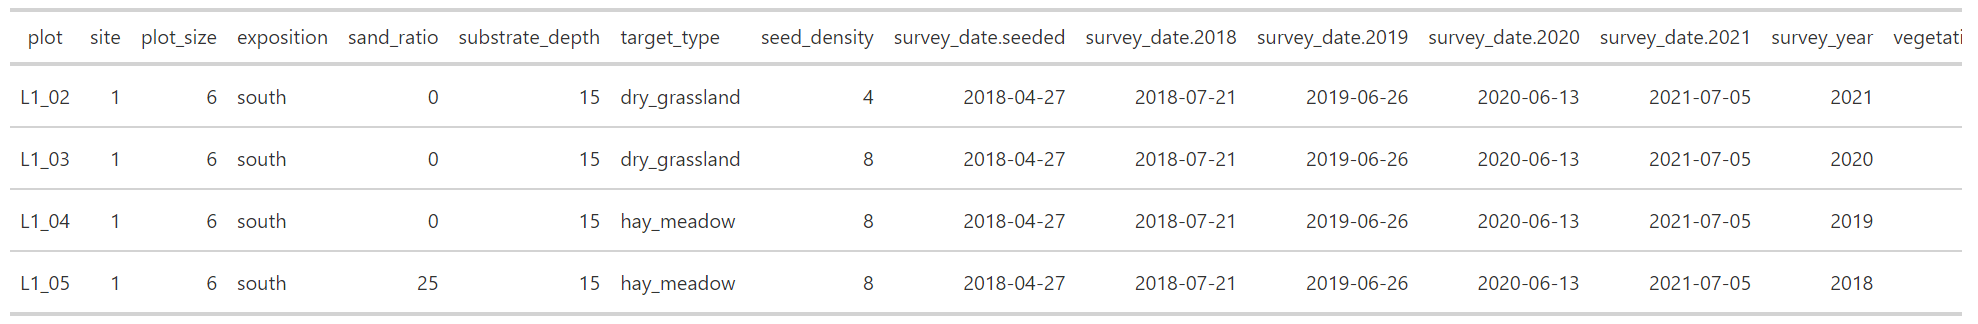 plot site plot_size exposition sand_ratio substrate_depth target_type seed_density survey_date.seeded survey_date.2018 survey_date.2019 survey_date.2020 survey_date.2021 survey_year vegetati
L1_02 1 6 south 0 15 dry_grassland 4 2018-04-27 2018-07-21 2019-06-26 2020-06-13 2021-07-05 2021
L1_03 1 6 south 0 15 dry_grassland 8 2018-04-27 2018-07-21 2019-06-26 2020-06-13 2021-07-05 2020
L1_04 1 6 south 0 15 hay_meadow 8 2018-04-27 2018-07-21 2019-06-26 2020-06-13 2021-07-05 2019
L1_05 1 6 south 25 15 hay_meadow 8 2018-04-27 2018-07-21 2019-06-26 2020-06-13 2021-07-05 2018